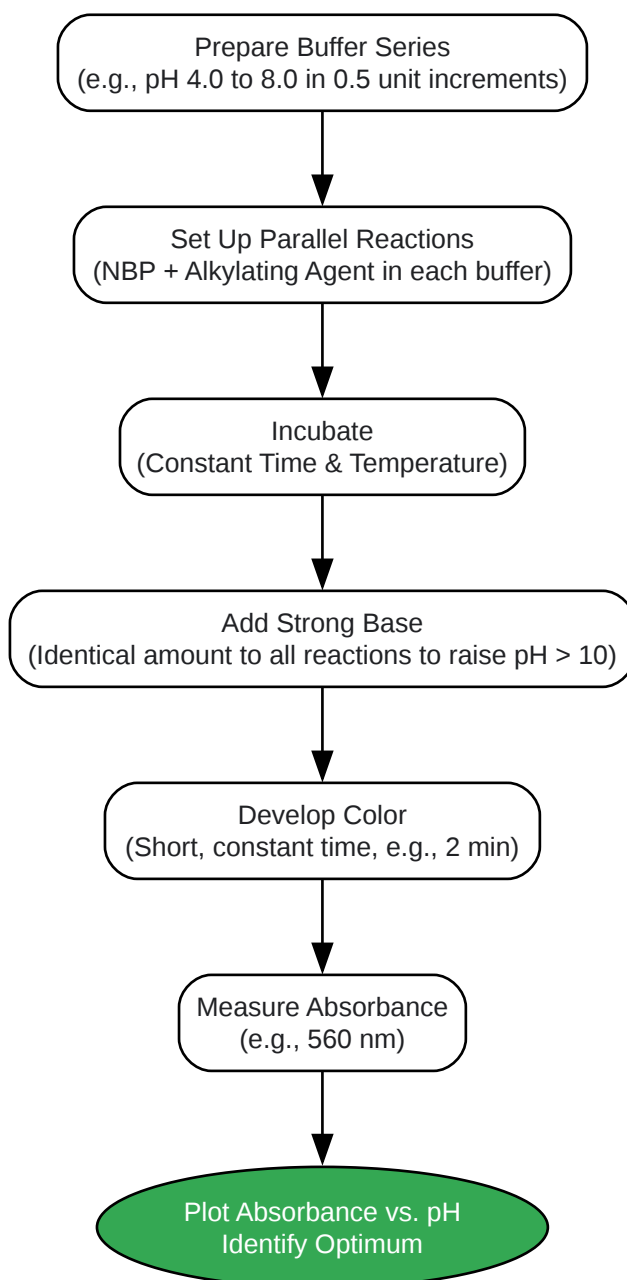 Prepare Buffer Series
(e.g., pH 4.0 to 8.0 in 0.5 unit increments)
Set Up Parallel Reactions
(NBP + Alkylating Agent in each buffer)
Incubate
(Constant Time & Temperature)
Add Strong Base
(Identical amount to all reactions to raise pH > 10)
Develop Color
(Short, constant time, e.g., 2 min)
Measure Absorbance
(e.g., 560 nm)
Plot Absorbance vs. pH
Identify Optimum